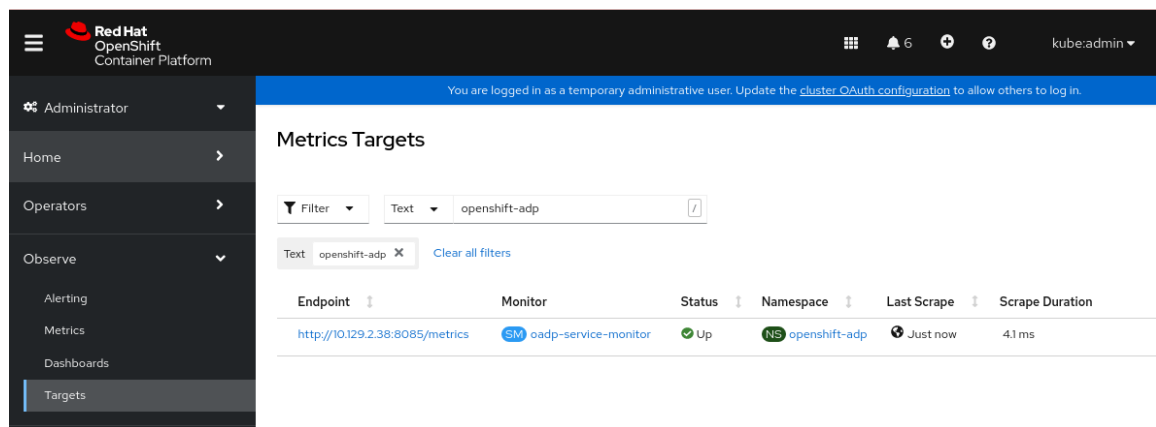 Red Hat
OpenShift
Container Platform
6
kube:admin
You are logged in as a temporary administrative user. Update the cluster OAuth configuration to allow others to log in.
Administrator
Home
Operators
Observe
Alerting
Metrics
Dashboards
Targets
Metrics Targets
Filter
Text
openshift-adp
/
Text openshift-adp
Clear all filters
Endpoint Monitor Status Namespace Last Scrape Scrape Duration
http://10.129.2.38:8085/metrics SM oadp-service-monitor Up NS openshift-adp Just now 4.1 ms